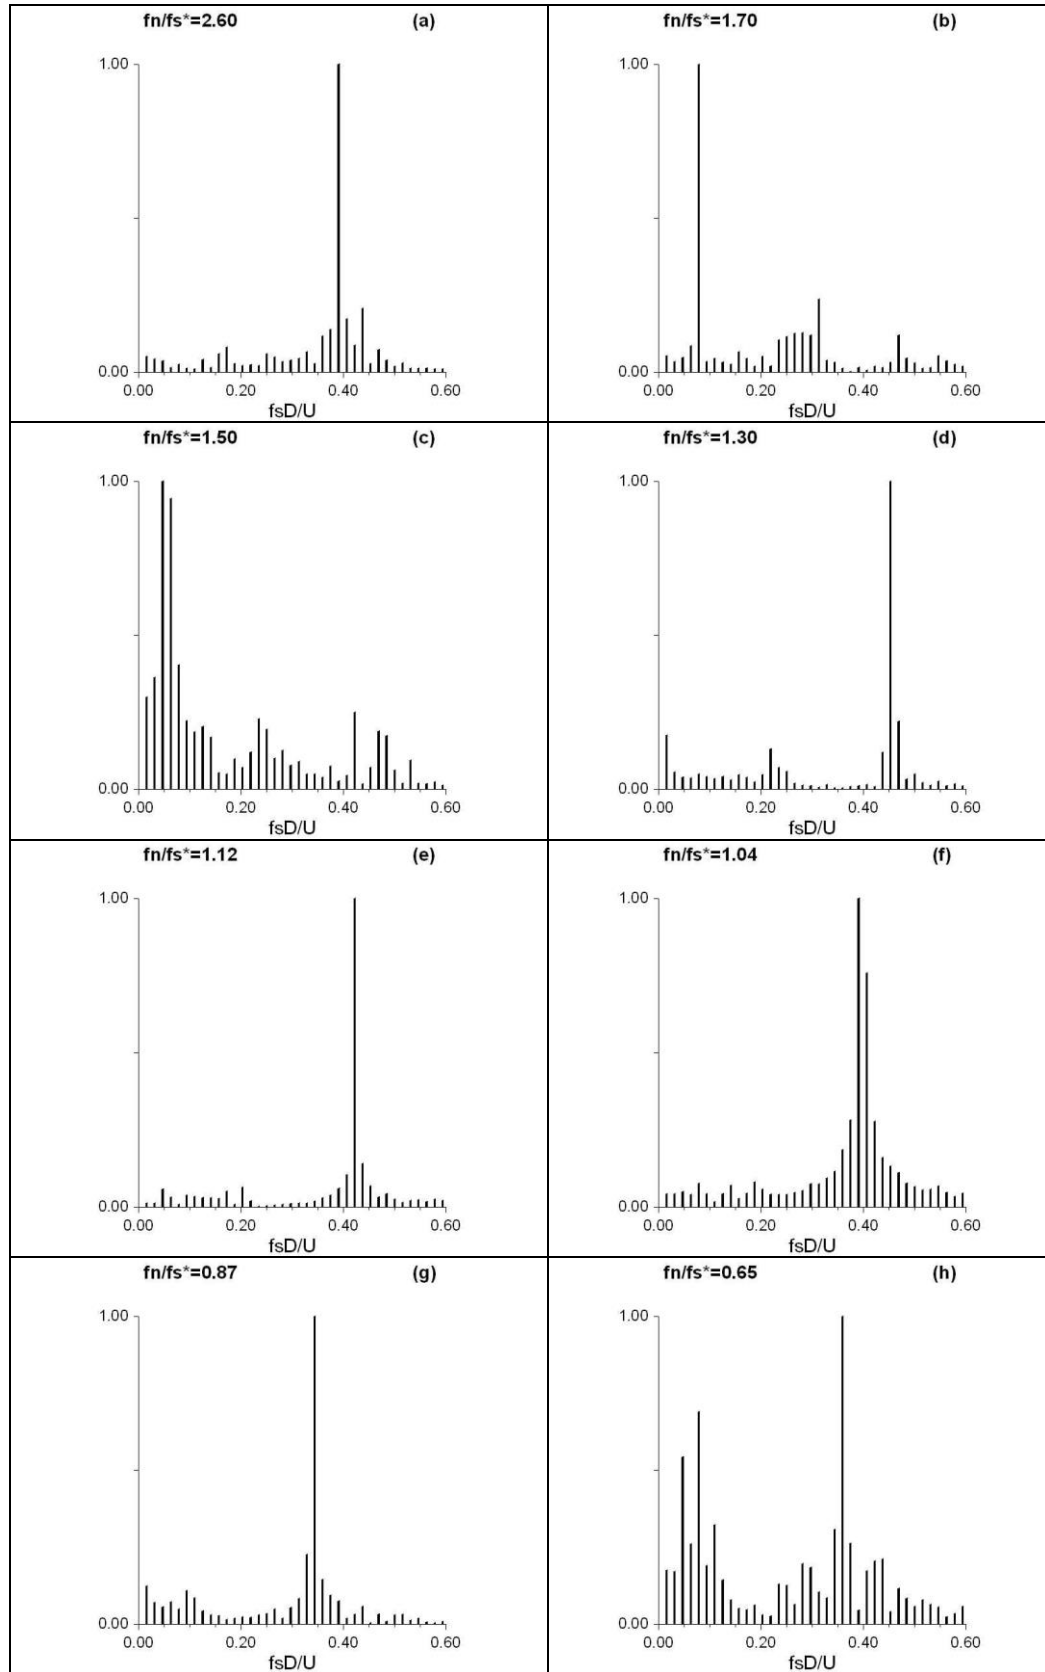 fn/fs*=2.60 (a)
1.00
0.00
0.00 0.20 0.40 0.60
fsD/U
fn/fs*=1.70 (b)
1.00
0.00
0.00 0.20 0.40 0.60
fsD/U
fn/fs*=1.50 (c)
1.00
0.00
0.00 0.20 0.40 0.60
fsD/U
fn/fs*=1.30 (d)
1.00
0.00
0.00 0.20 0.40 0.60
fsD/U
fn/fs*=1.12 (e)
1.00
0.00
0.00 0.20 0.40 0.60
fsD/U
fn/fs*=1.04 (f)
1.00
0.00
0.00 0.20 0.40 0.60
fsD/U
fn/fs*=0.87 (g)
1.00
0.00
0.00 0.20 0.40 0.60
fsD/U
fn/fs*=0.65 (h)
1.00
0.00
0.00 0.20 0.40 0.60
fsD/U